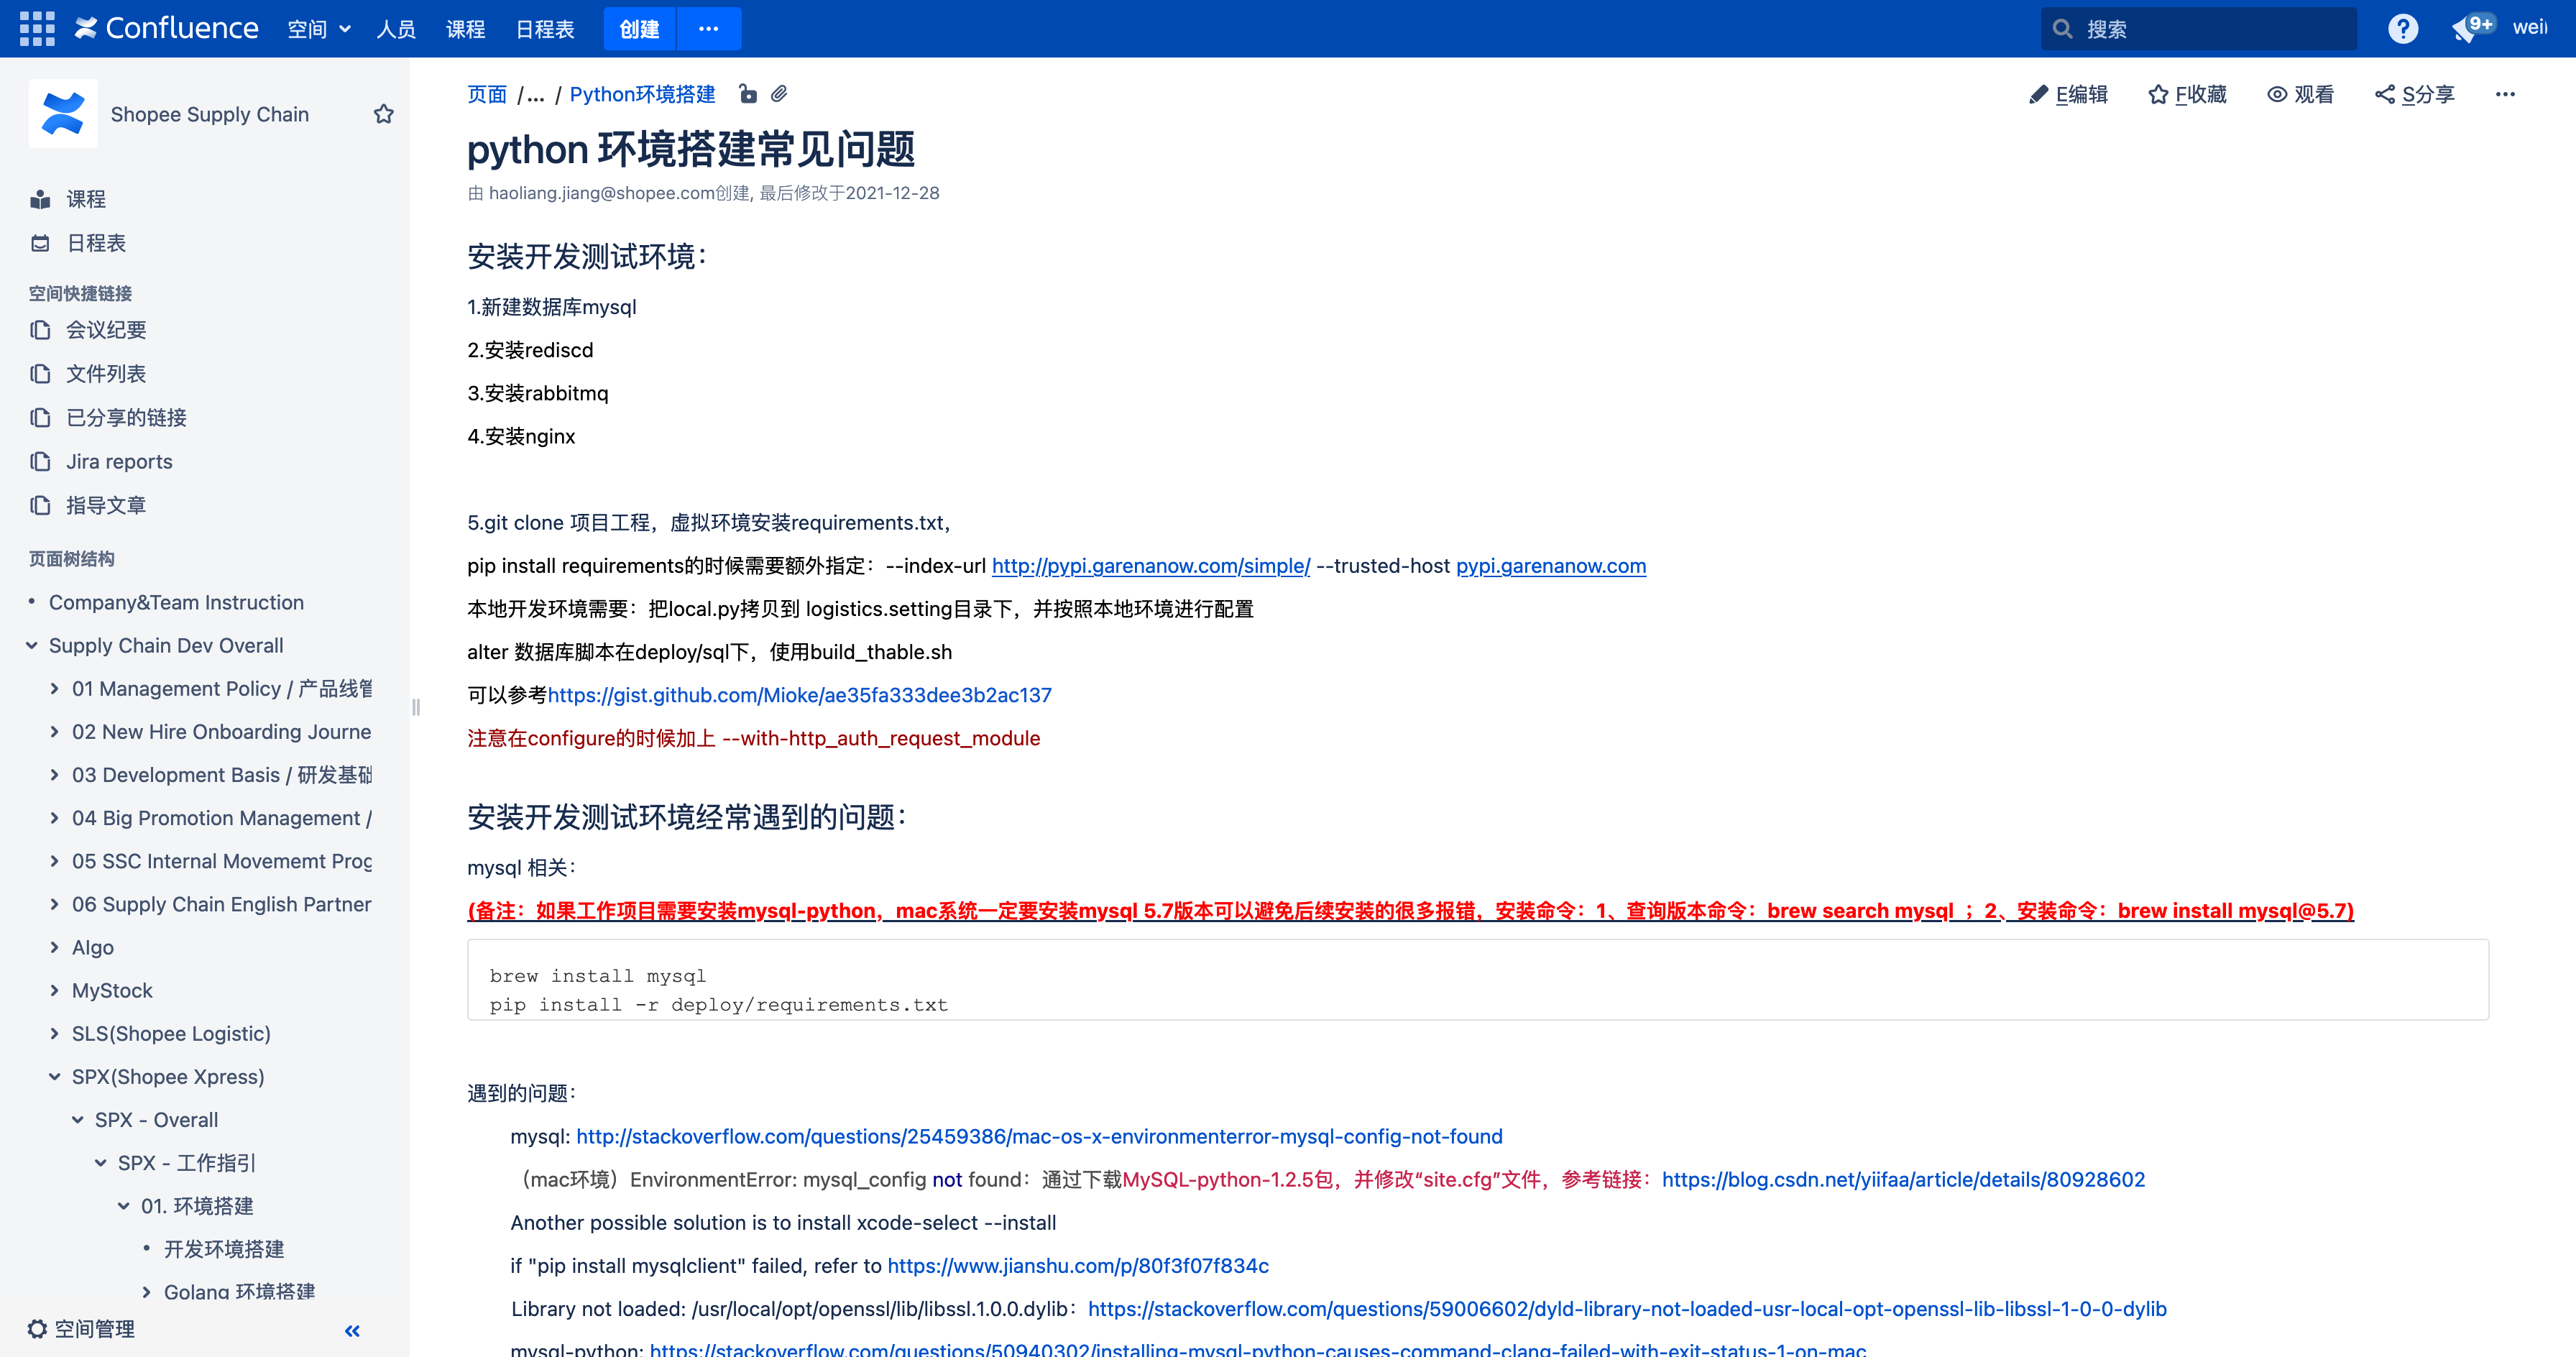 Confluence 空间 人员 课程 日程表 创建 ··· 搜索 9+
Shopee Supply Chain
课程
日程表
空间快捷链接
会议纪要
文件列表
已分享的链接
Jira reports
指导文章
页面树结构
• Company&Team Instruction
Supply Chain Dev Overall
01 Management Policy / 产品线管
02 New Hire Onboarding Journe
03 Development Basis / 研发基础
04 Big Promotion Management /
05 SSC Internal Movememt Prog
06 Supply Chain English Partner
Algo
MyStock
SLS(Shopee Logistic)
SPX(Shopee Xpress)
SPX - Overall
SPX - 工作指引
01. 环境搭建
• 开发环境搭建
Golang 环境搭建
空间管理 «
页面 /... / Python环境搭建
E编辑 F收藏 观看 S分享 ···
python 环境搭建常见问题
由 haoliang.jiang@shopee.com创建, 最后修改于2021-12-28
安装开发测试环境：
1.新建数据库mysql
2.安装rediscd
3.安装rabbitmq
4.安装nginx
5.git clone 项目工程，虚拟环境安装requirements.txt，
pip install requirements的时候需要额外指定：--index-url http://pypi.garenanow.com/simple/ --trusted-host pypi.garenanow.com
本地开发环境需要：把local.py拷贝到 logistics.setting目录下，并按照本地环境进行配置
alter 数据库脚本在deploy/sql下，使用build_thable.sh
可以参考https://gist.github.com/Mioke/ae35fa333dee3b2ac137
注意在configure的时候加上 --with-http_auth_request_module
安装开发测试环境经常遇到的问题：
mysql 相关：
(备注：如果工作项目需要安装mysql-python，mac系统一定要安装mysql 5.7版本可以避免后续安装的很多报错，安装命令：1、查询版本命令：brew search mysql ；2、安装命令：brew install mysql@5.7)
brew install mysql
pip install -r deploy/requirements.txt
遇到的问题：
mysql: http://stackoverflow.com/questions/25459386/mac-os-x-environmenterror-mysql-config-not-found
（mac环境）EnvironmentError: mysql_config not found：通过下载MySQL-python-1.2.5包，并修改“site.cfg”文件，参考链接：https://blog.csdn.net/yiifaa/article/details/80928602
Another possible solution is to install xcode-select --install
if "pip install mysqlclient" failed, refer to https://www.jianshu.com/p/80f3f07f834c
Library not loaded: /usr/local/opt/openssl/lib/libssl.1.0.0.dylib：https://stackoverflow.com/questions/59006602/dyld-library-not-loaded-usr-local-opt-openssl-lib-libssl-1-0-0-dylib
mysql-python: https://stackoverflow.com/questions/50940302/installing-mysql-python-causes-command-clang-failed-with-exit-status-1-on-mac